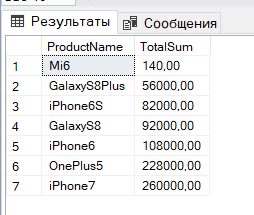 Результаты Сообщения
ProductName TotalSum
1 Mi6 140,00
2 GalaxyS8Plus 56000,00
3 iPhone6S 82000,00
4 GalaxyS8 92000,00
5 iPhone6 108000,00
6 OnePlus5 228000,00
7 iPhone7 260000,00